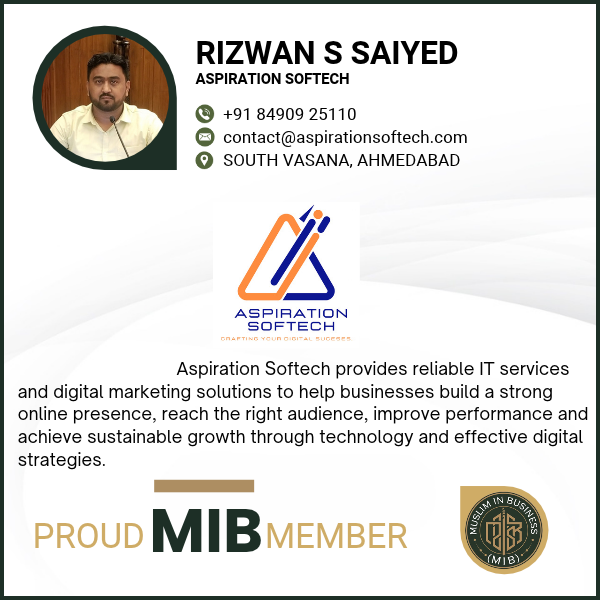 RIZWAN S SAIYED
ASPIRATION SOFTECH
+91 84909 25110
contact@aspirationsoftech.com
SOUTH VASANA, AHMEDABAD
ASPIRATION
SOFTECH
CRAFTING YOUR DIGITAL SUCESES
Aspiration Softech provides reliable IT services
and digital marketing solutions to help businesses build a strong
online presence, reach the right audience, improve performance and
achieve sustainable growth through technology and effective digital
strategies.
PROUD MIB MEMBER
MUSLIM IN BUSINESS
(MIB)